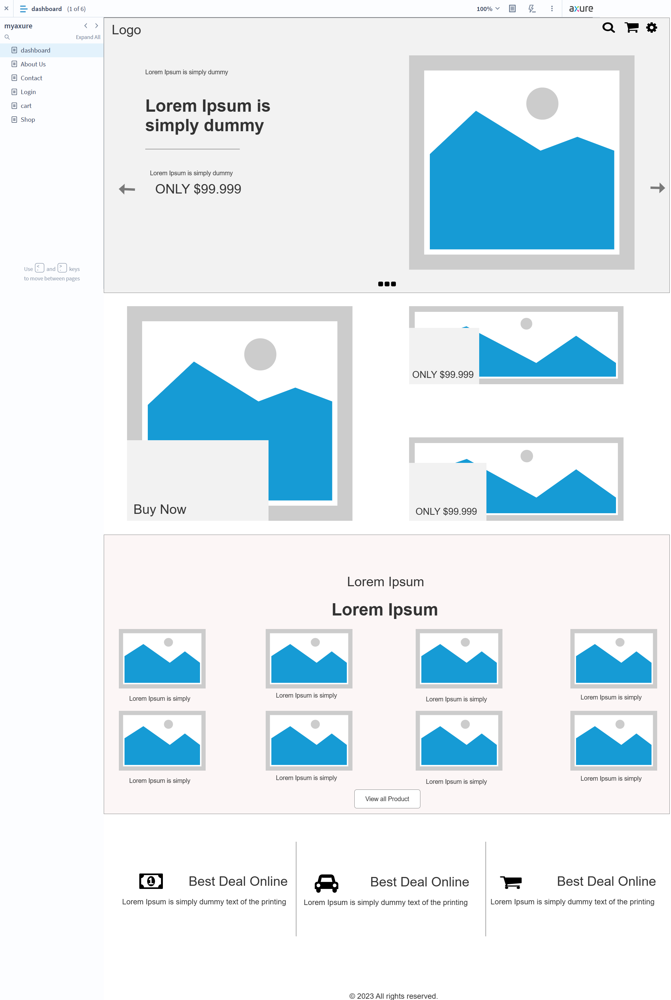 dashboard (1 of 6)
100%
axure
myaxure
Expand All
dashboard
About Us
Contact
Login
cart
Shop
Use < , and > . keys
to move between pages
Logo
Lorem Ipsum is simply dummy
Lorem Ipsum is
simply dummy
Lorem Ipsum is simply dummy
ONLY $99.999
Buy Now
ONLY $99.999
ONLY $99.999
Lorem Ipsum
Lorem Ipsum
Lorem Ipsum is simply
Lorem Ipsum is simply
Lorem Ipsum is simply
Lorem Ipsum is simply
Lorem Ipsum is simply
Lorem Ipsum is simply
Lorem Ipsum is simply
Lorem Ipsum is simply
View all Product
1
Best Deal Online
Lorem Ipsum is simply dummy text of the printing
Best Deal Online
Lorem Ipsum is simply dummy text of the printing
Best Deal Online
Lorem Ipsum is simply dummy text of the printing
© 2023 All rights reserved.